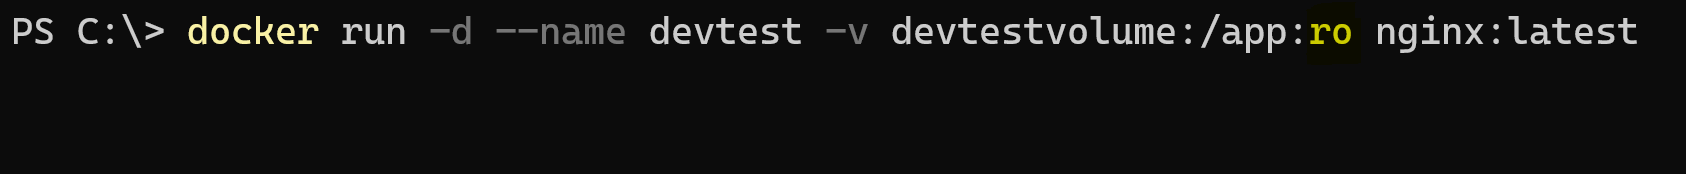 PS C:\> docker run -d --name devtest -v devtestvolume:/app:ro nginx:latest